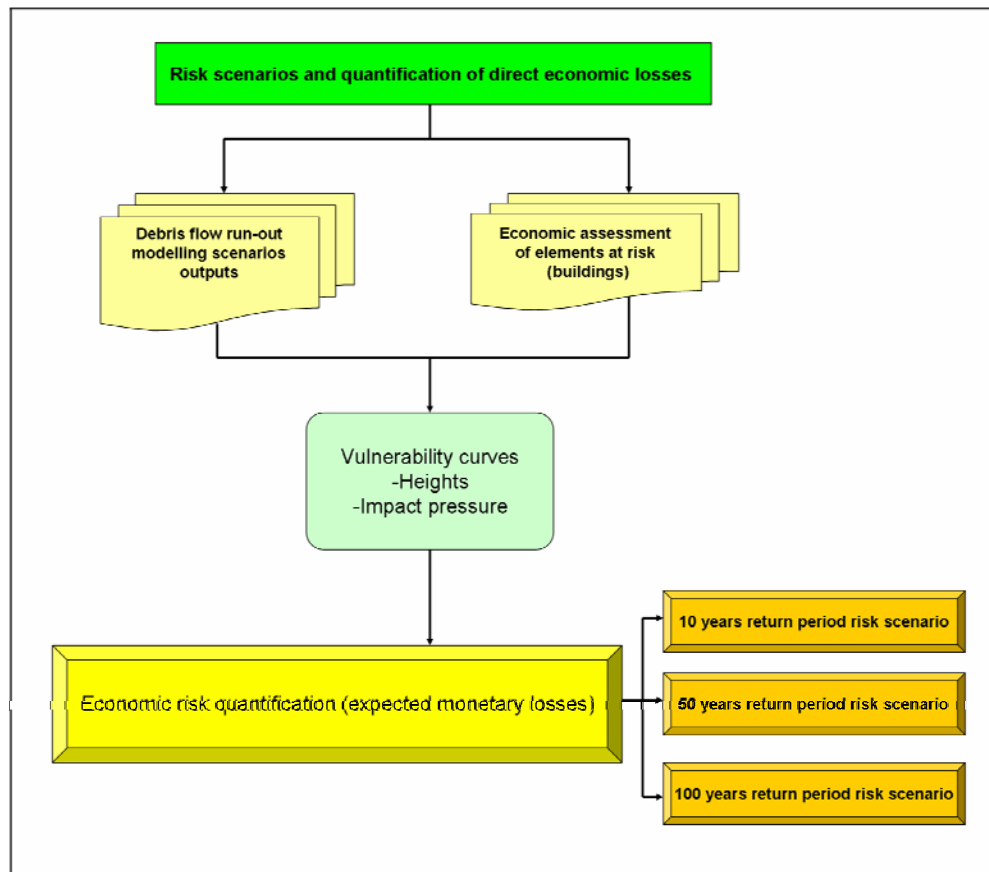 Risk scenarios and quantification of direct economic losses
Debris flow run-out
modelling scenarios
outputs
Economic assessment
of elements at risk
(buildings)
Vulnerability curves
-Heights
-Impact pressure
Economic risk quantification (expected monetary losses)
10 years return period risk scenario
50 years return period risk scenario
100 years return period risk scenario